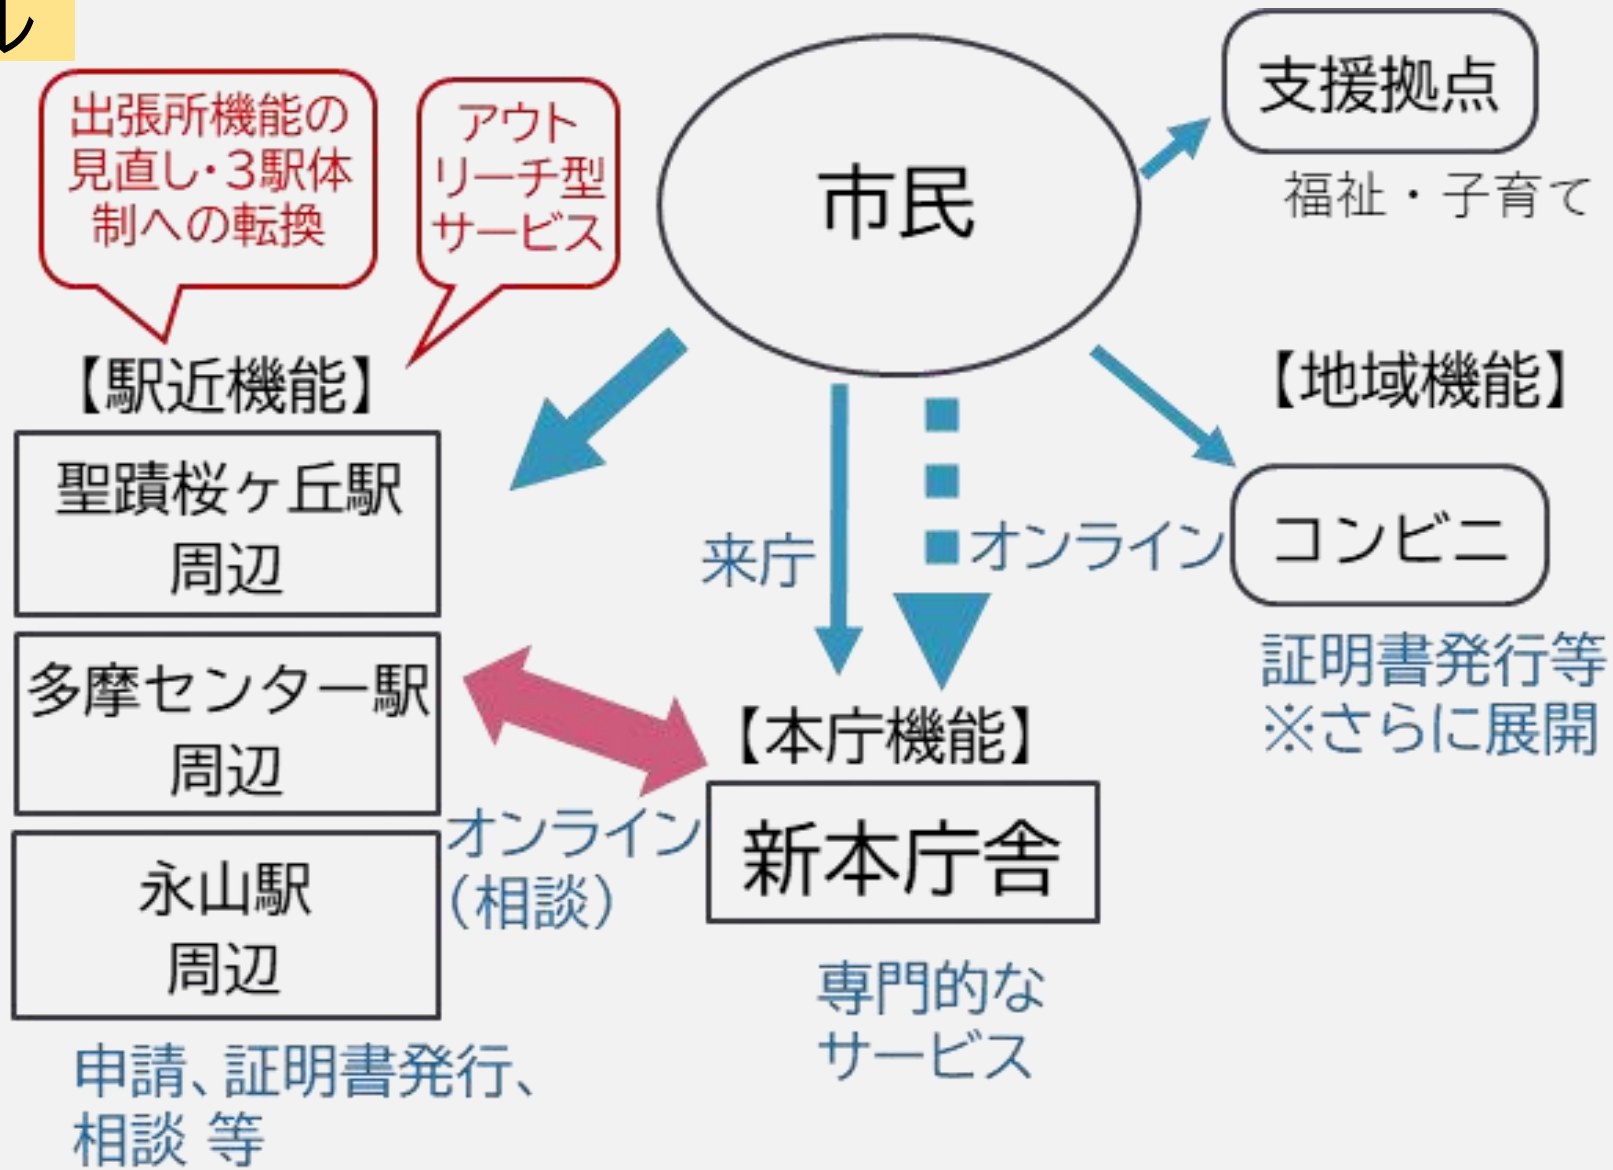 ル
出張所機能の
見直し・３駅体
制への転換
アウト
リーチ型
サービス
市民
支援拠点
福祉・子育て
【駅近機能】
聖蹟桜ヶ丘駅
周辺
多摩センター駅
周辺
永山駅
周辺
申請、証明書発行、
相談 等
来庁
オンライン
【地域機能】
コンビニ
証明書発行等
※さらに展開
オンライン
（相談）
【本庁機能】
新本庁舎
専門的な
サービス